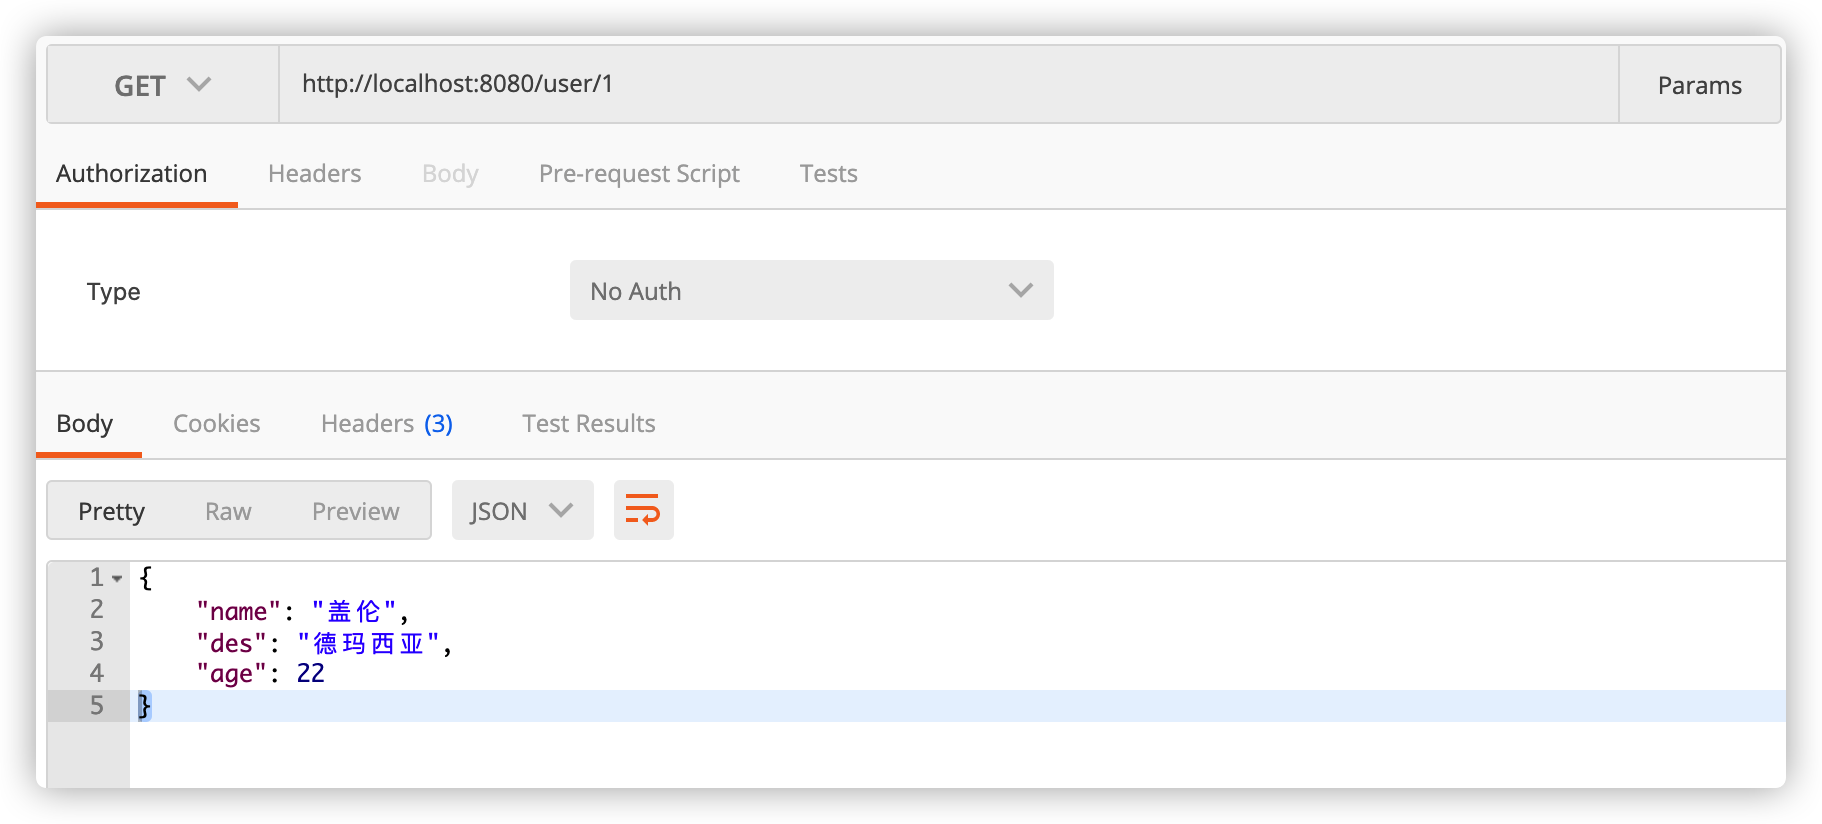 GET http://localhost:8080/user/1 Params
Authorization Headers Body Pre-request Script Tests
Type No Auth
Body Cookies Headers (3) Test Results
Pretty Raw Preview JSON
1 {
2 "name": "盖伦",
3 "des": "德玛西亚",
4 "age": 22
5 }